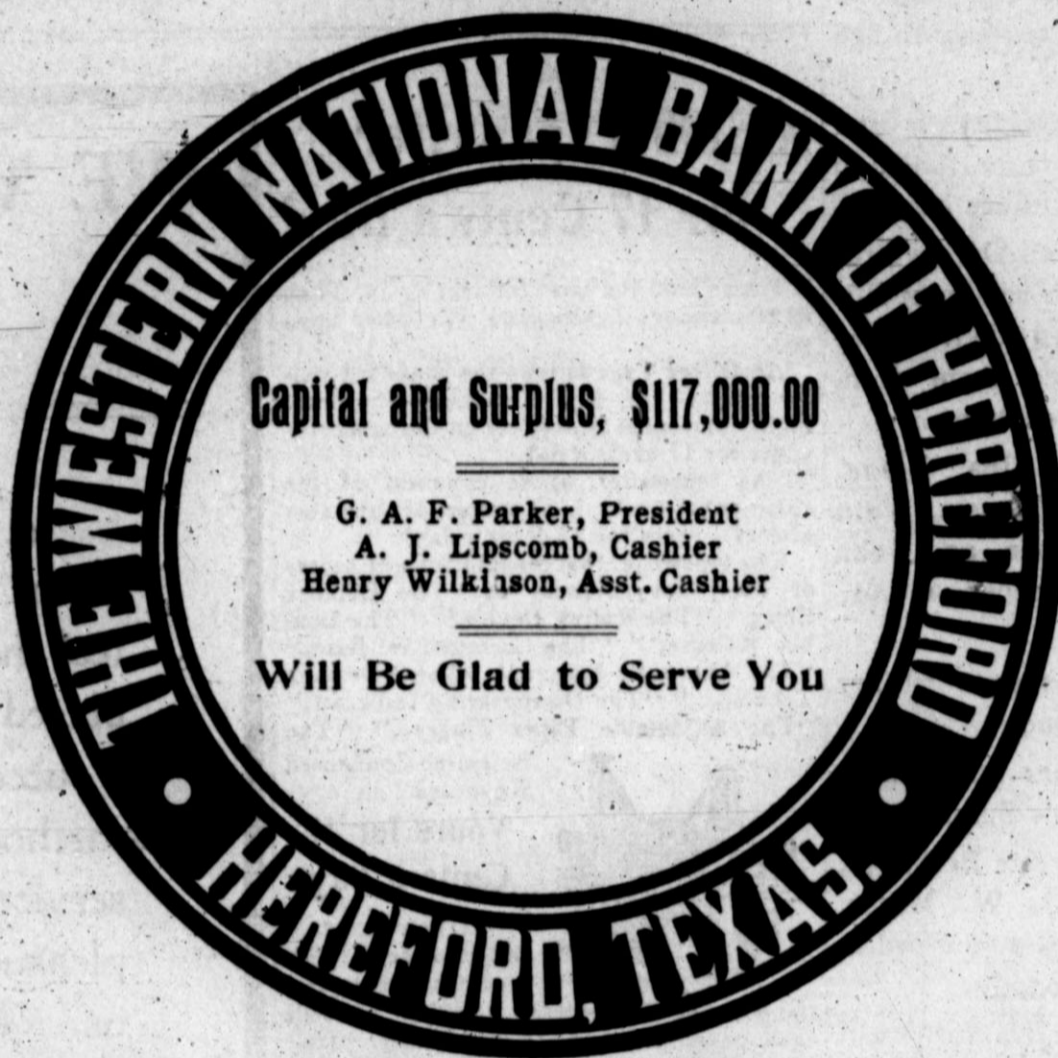 THE WESTERN NATIONAL BANK OF HEREFORD
Capital and Surplus, $117,000.00
G. A. F. Parker, President
A. J. Lipscomb, Cashier
Henry Wilkinson, Asst. Cashier
Will Be Glad to Serve You
HEREFORD, TEXAS.